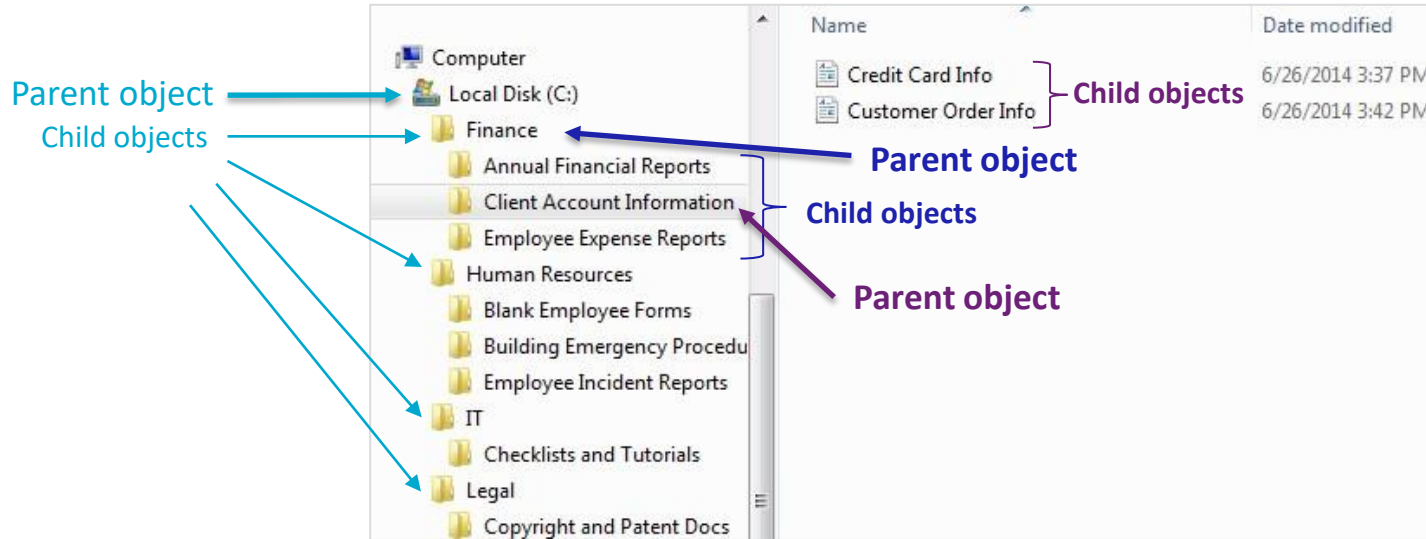 Name
Date modified
Computer
Parent object
Local Disk (C:)
Credit Card Info
6/26/2014 3:37 PM
Child objects
Customer Order Info
6/26/2014 3:42 PM
Child objects
Finance
Parent object
Annual Financial Reports
Client Account Information
Child objects
Employee Expense Reports
Human Resources
Parent object
Blank Employee Forms
Building Emergency Procedu
Employee Incident Reports
IT
Checklists and Tutorials
Legal
Copyright and Patent Docs